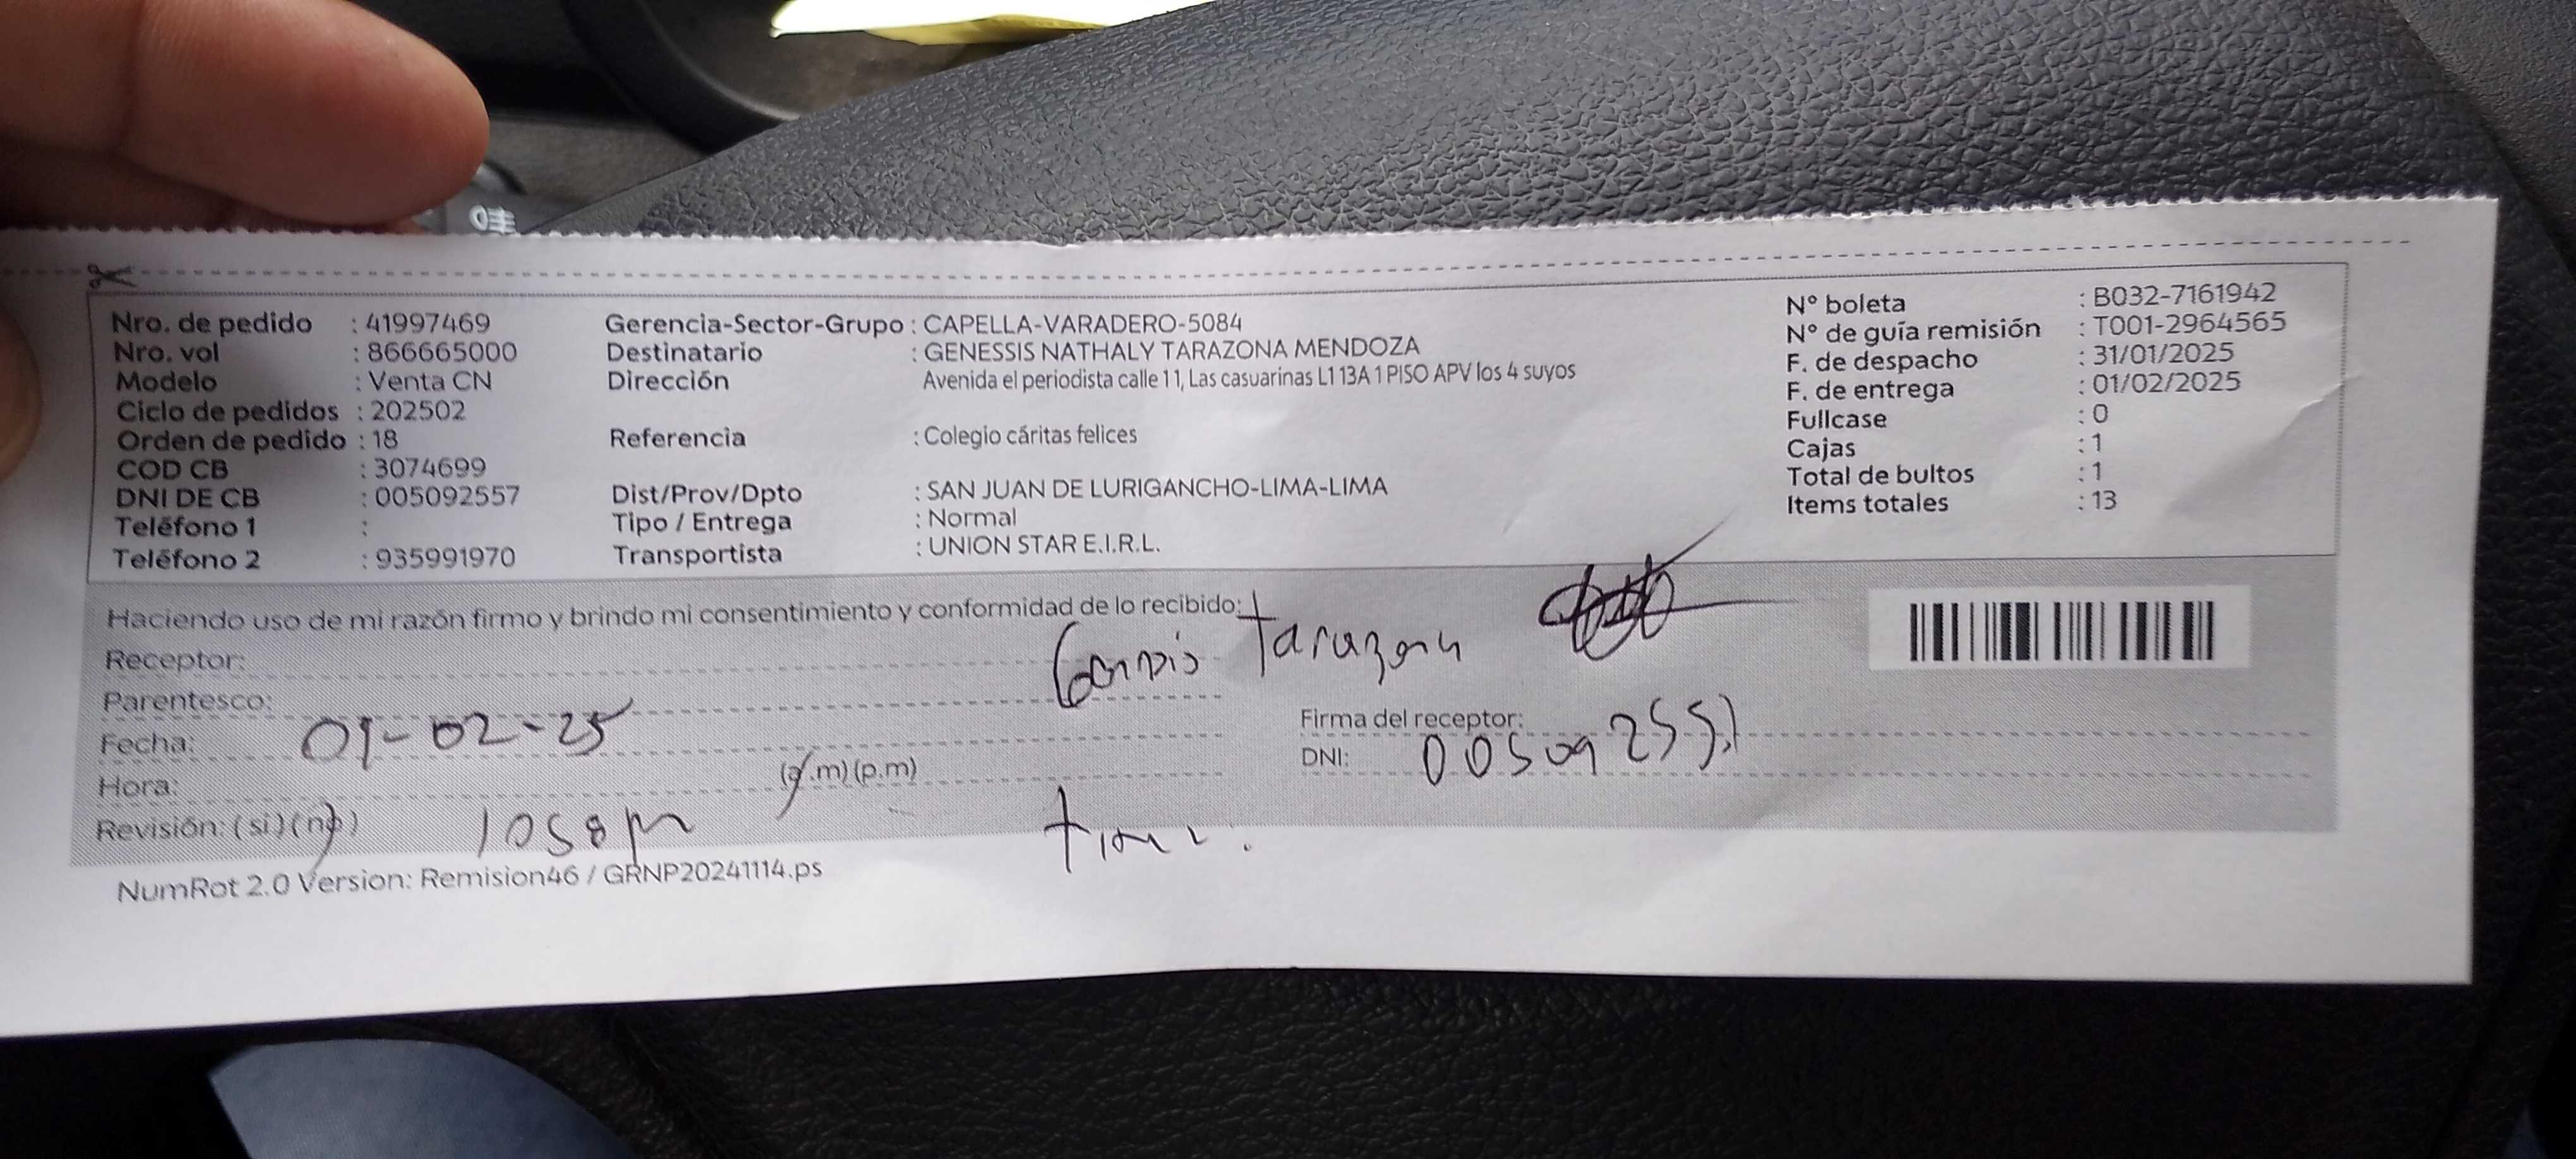 Nro. de pedido : 41997469
Nro. vol : 866665000
Modelo : Venta CN
Ciclo de pedidos : 202502
Orden de pedido : 18
COD CB : 3074699
DNI DE CB : 005092557
Teléfono 1 :
Teléfono 2 : 935991970
Gerencia-Sector-Grupo : CAPELLA-VARADERO-5084
Destinatario : GENESSIS NATHALY TARAZONA MENDOZA
Dirección Avenida el periodista calle 11, Las casuarinas L1 13A 1 PISO APV los 4 suyos
Referencia : Colegio cáritas felices
Dist/Prov/Dpto : SAN JUAN DE LURIGANCHO-LIMA-LIMA
Tipo / Entrega : Normal
Transportista : UNION STAR E.I.R.L.
N° boleta : B032-7161942
N° de guía remisión : T001-2964565
F. de despacho : 31/01/2025
F. de entrega : 01/02/2025
Fullcase : 0
Cajas : 1
Total de bultos : 1
Items totales : 13
Haciendo uso de mi razón firmo y brindo mi consentimiento y conformidad de lo recibido:
Receptor: Tarazona
Parentesco:
Fecha: 01-02-25
Hora: (a.m) (p.m)
Revisión: (si) (no)
Firma del receptor:
DNI: 00509255
NumRot 2.0 Version: Remision46 / GRNP20241114.ps